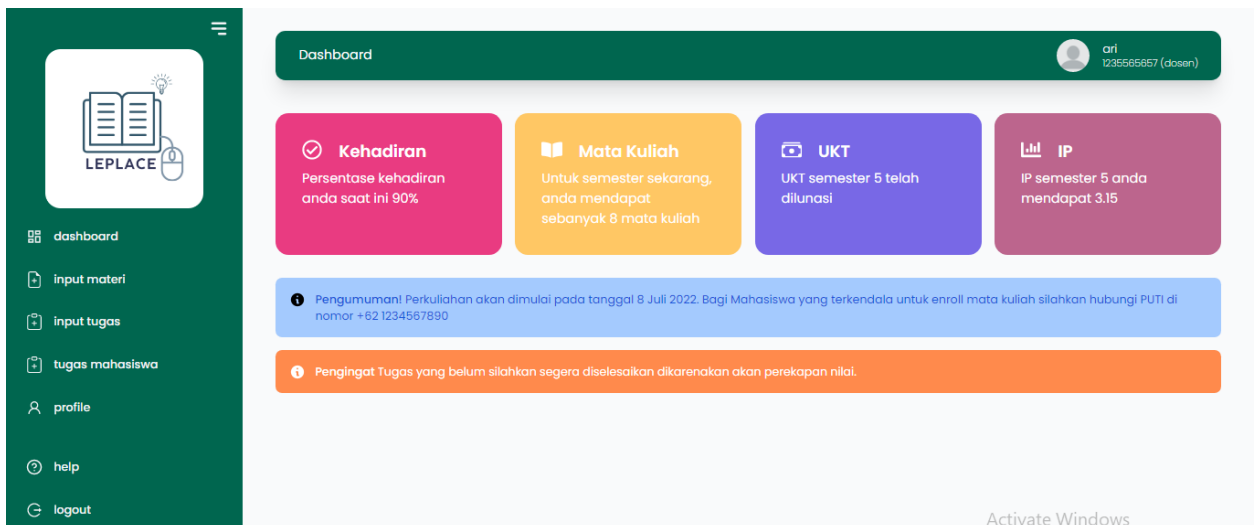 LEPLACE
dashboard
input materi
input tugas
tugas mahasiswa
profile
help
logout
Dashboard
ari
1235565657 (dosen)
Kehadiran
Persentase kehadiran
anda saat ini 90%
Mata Kuliah
Untuk semester sekarang,
anda mendapat
sebanyak 8 mata kuliah
UKT
UKT semester 5 telah
dilunasi
IP
IP semester 5 anda
mendapat 3.15
Pengumuman! Perkuliahan akan dimulai pada tanggal 8 Juli 2022. Bagi Mahasiswa yang terkendala untuk enroll mata kuliah silahkan hubungi PUTI di
nomor +62 1234567890
Pengingat Tugas yang belum silahkan segera diselesaikan dikarenakan akan perekapan nilai.
Activate Windows